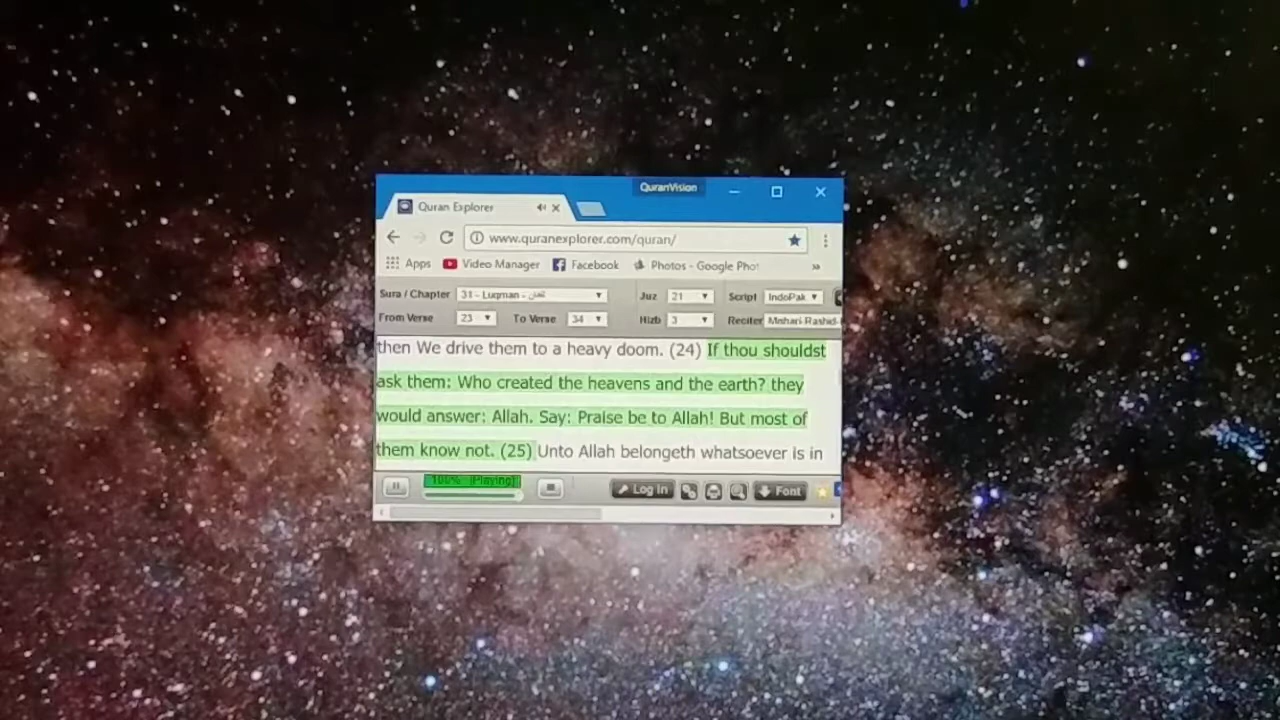 QuranVision
Quran Explorer
www.quranexplorer.com/quran/
Apps Video Manager Facebook Photos - Google Phot »
Sura / Chapter 31 - Luqman - لقمان Juz 21 Script IndoPak
From Verse 23 To Verse 34 Hizb 3 Reciter Mishari-Rashid-
then We drive them to a heavy doom. (24) If thou shouldst
ask them: Who created the heavens and the earth? they
would answer: Allah. Say: Praise be to Allah! But most of
them know not. (25) Unto Allah belongeth whatsoever is in
100% [Playing] Log In Font